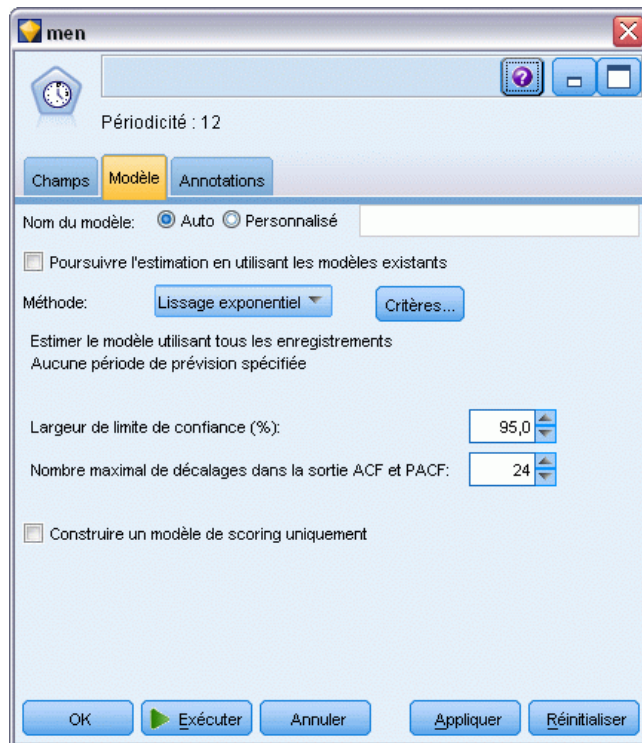 men
Périodicité : 12
Champs Modèle Annotations
Nom du modèle: Auto Personnalisé
Poursuivre l'estimation en utilisant les modèles existants
Méthode: Lissage exponentiel Critères...
Estimer le modèle utilisant tous les enregistrements
Aucune période de prévision spécifiée
Largeur de limite de confiance (%): 95,0
Nombre maximal de décalages dans la sortie ACF et PACF: 24
Construire un modèle de scoring uniquement
OK Exécuter Annuler Appliquer Réinitialiser